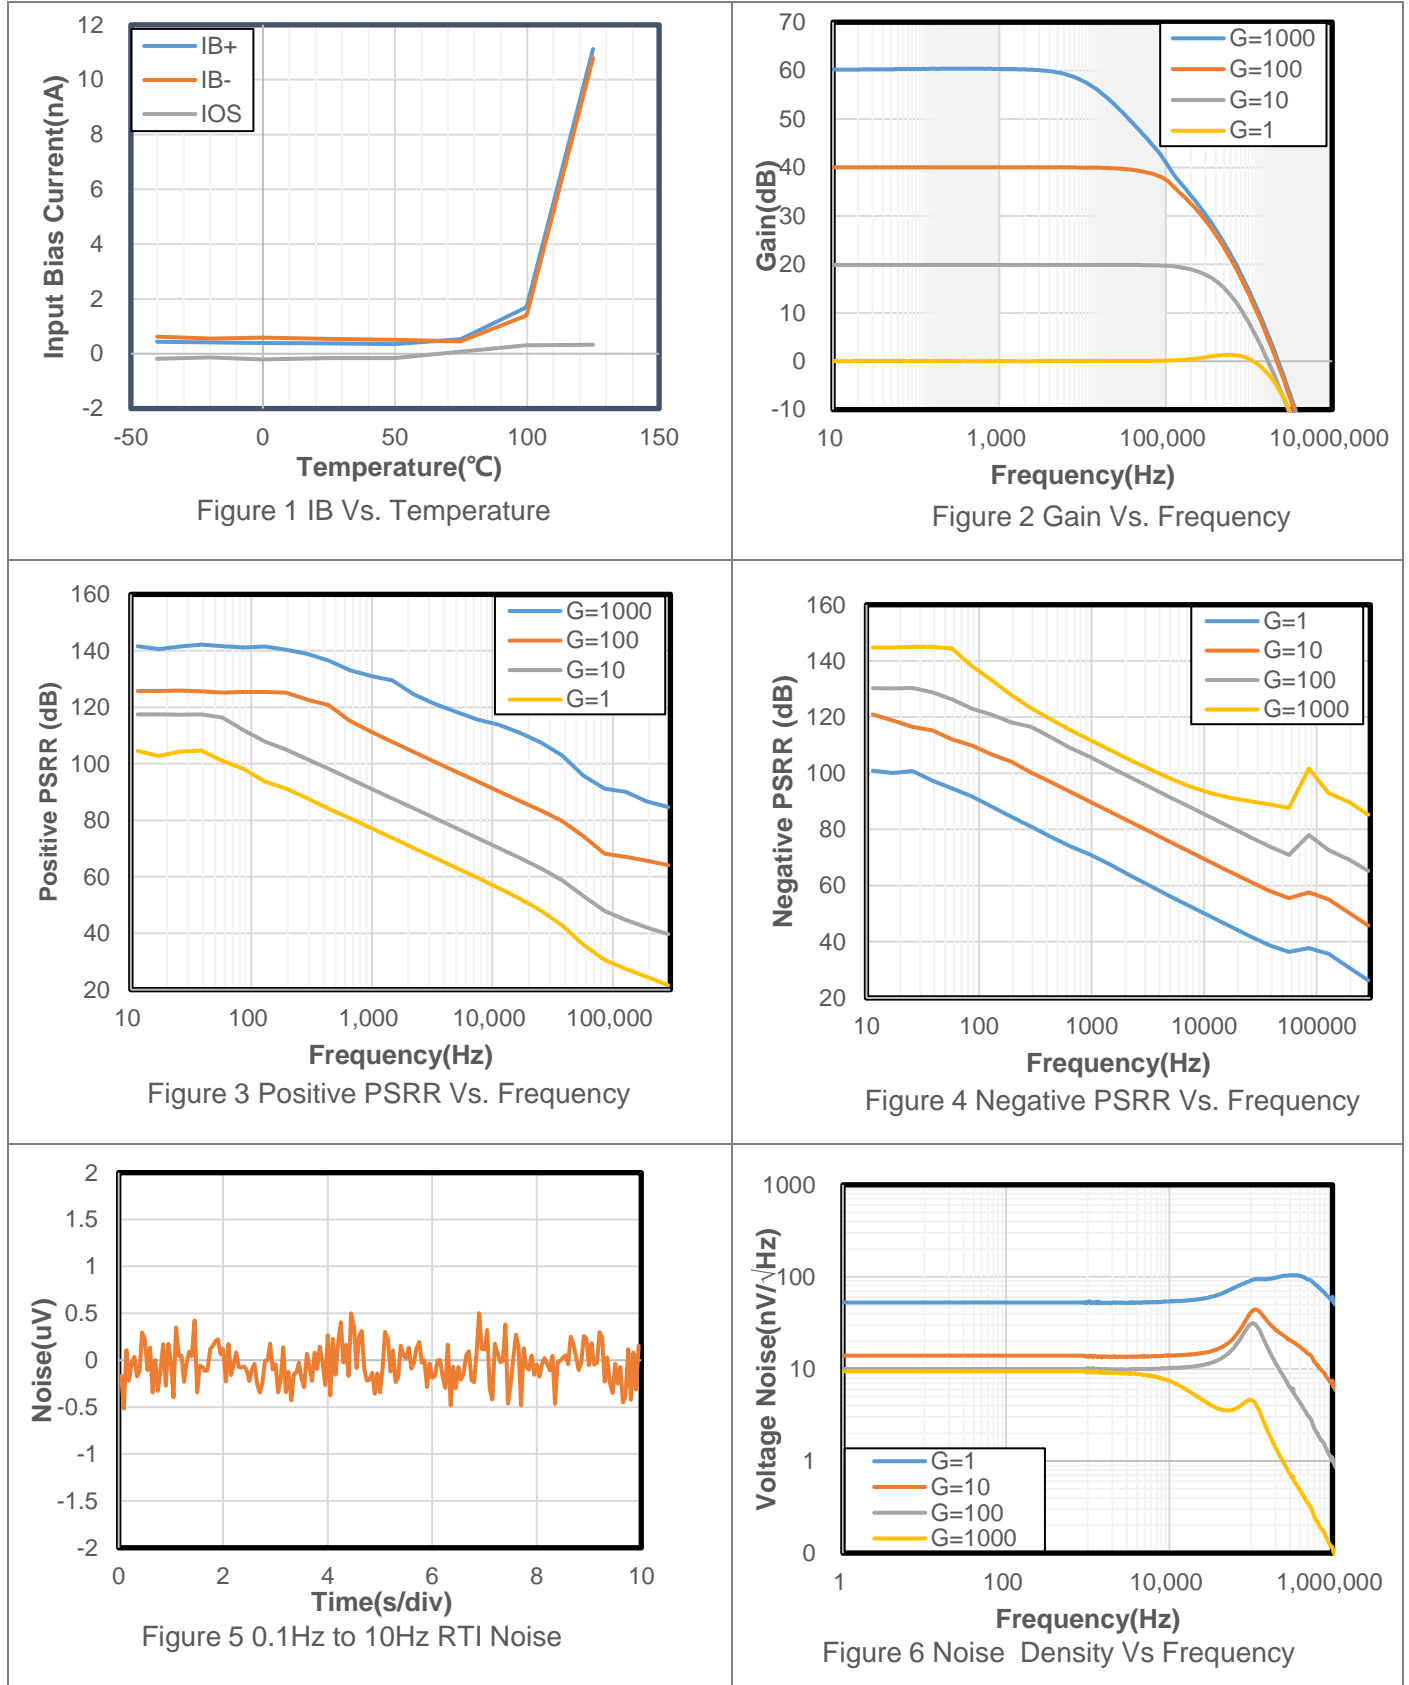 12
10
8
6
4
2
0
-2
-50
0
50
100
150
Input Bias Current(nA)
IB+
IB-
IOS
Temperature(℃)
Figure 1 IB Vs. Temperature
70
60
50
40
30
20
10
0
-10
10
1,000
100,000
10,000,000
Gain(dB)
G=1000
G=100
G=10
G=1
Frequency(Hz)
Figure 2 Gain Vs. Frequency
160
140
120
100
80
60
40
20
10
100
1,000
10,000
100,000
Positive PSRR (dB)
G=1000
G=100
G=10
G=1
Frequency(Hz)
Figure 3 Positive PSRR Vs. Frequency
160
140
120
100
80
60
40
20
10
100
1000
10000
100000
Negative PSRR (dB)
G=1
G=10
G=100
G=1000
Frequency(Hz)
Figure 4 Negative PSRR Vs. Frequency
2
1.5
1
0.5
0
-0.5
-1
-1.5
-2
0
2
4
6
8
10
Noise(uV)
Time(s/div)
Figure 5 0.1Hz to 10Hz RTI Noise
1000
100
10
1
0
1
100
10,000
1,000,000
Voltage Noise(nV/√Hz)
G=1
G=10
G=100
G=1000
Frequency(Hz)
Figure 6 Noise  Density Vs Frequency